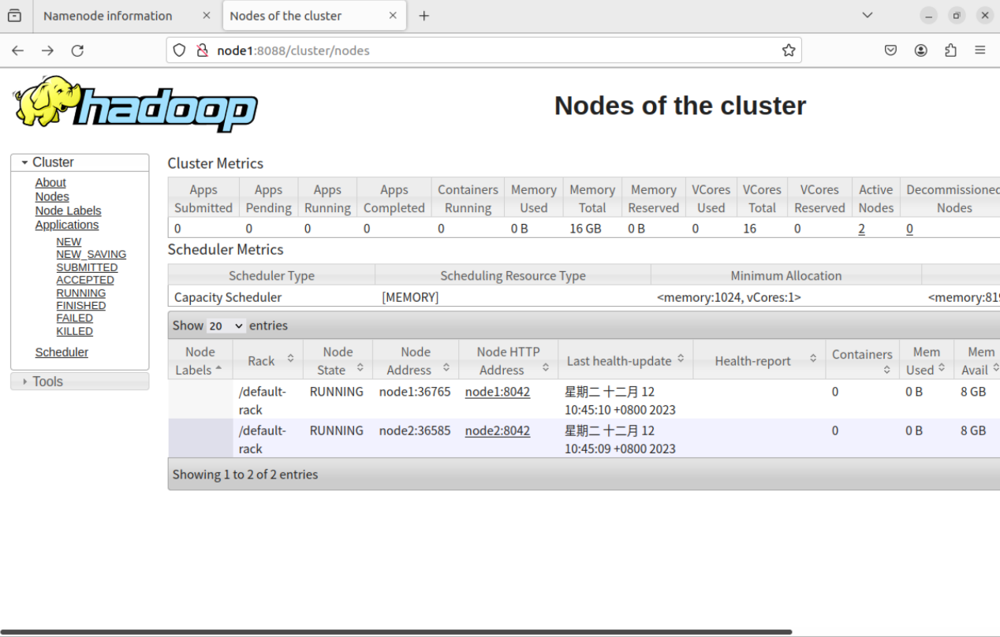 Namenode information
Nodes of the cluster
node1:8088/cluster/nodes
hadoop
Nodes of the cluster
Cluster
About
Nodes
Node Labels
Applications
NEW
NEW_SAVING
SUBMITTED
ACCEPTED
RUNNING
FINISHED
FAILED
KILLED
Scheduler
Tools
Cluster Metrics
Apps Submitted Apps Pending Apps Running Apps Completed Containers Running Memory Used Memory Total Memory Reserved VCores Used VCores Total VCores Reserved Active Nodes Decommissioned Nodes
0 0 0 0 0 0 B 16 GB 0 B 0 16 0 2 0
Scheduler Metrics
Scheduler Type Scheduling Resource Type Minimum Allocation
Capacity Scheduler [MEMORY] <memory:1024, vCores:1> <memory:819
Show 20 entries
Node Labels Rack Node State Node Address Node HTTP Address Last health-update Health-report Containers Mem Used Mem Avail
/default-rack RUNNING node1:36765 node1:8042 星期二 十二月 12 10:45:10 +0800 2023 0 0 B 8 GB
/default-rack RUNNING node2:36585 node2:8042 星期二 十二月 12 10:45:09 +0800 2023 0 0 B 8 GB
Showing 1 to 2 of 2 entries